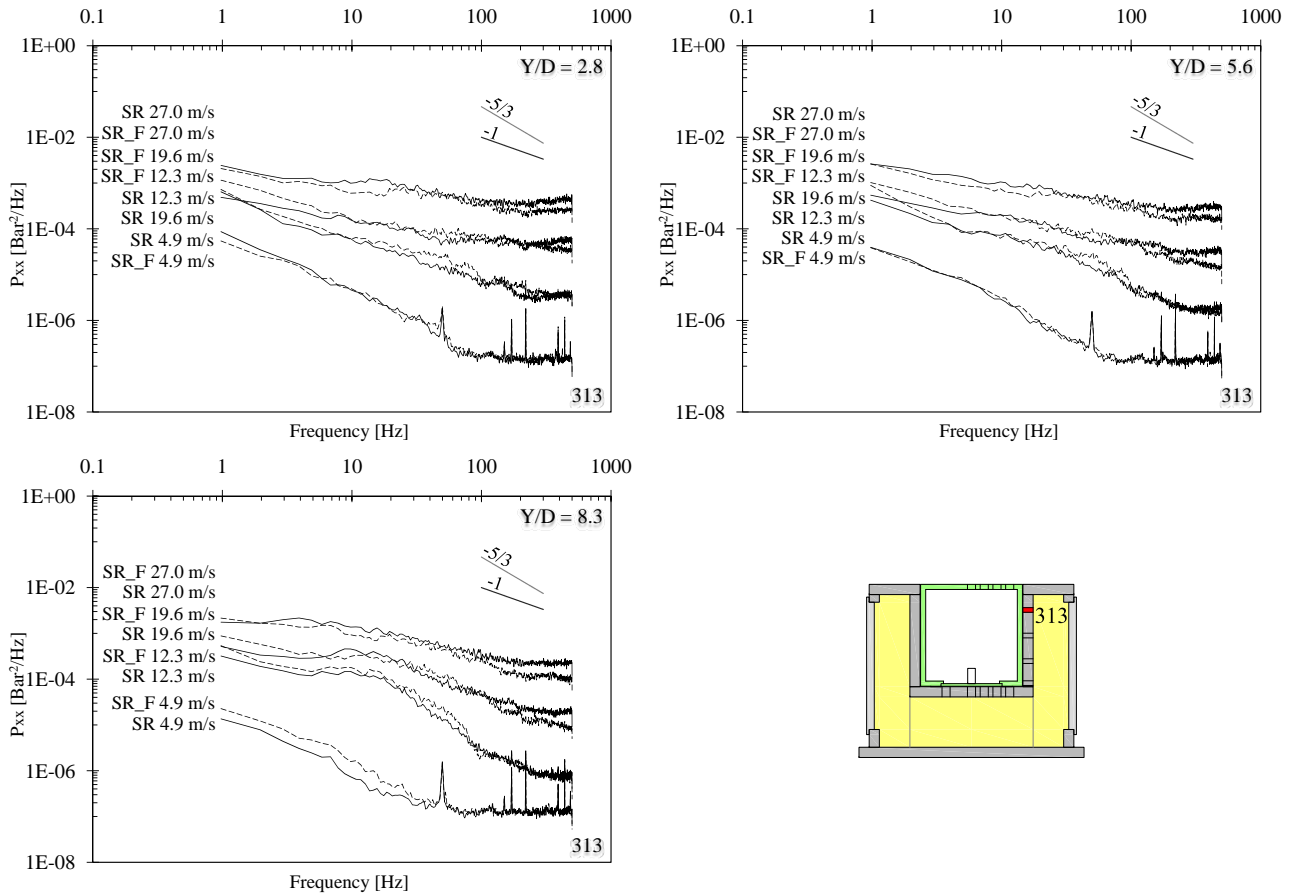 0.1 1 10 100 1000
1E+00
Y/D = 2.8
-5/3
-1
SR 27.0 m/s
SR_F 27.0 m/s
SR_F 19.6 m/s
SR_F 12.3 m/s
SR 12.3 m/s
SR 19.6 m/s
SR 4.9 m/s
SR_F 4.9 m/s
1E-02
1E-04
1E-06
1E-08
Pxx [Bar²/Hz]
313
Frequency [Hz]
0.1 1 10 100 1000
1E+00
Y/D = 5.6
-5/3
-1
SR 27.0 m/s
SR_F 27.0 m/s
SR_F 19.6 m/s
SR_F 12.3 m/s
SR 19.6 m/s
SR 12.3 m/s
SR 4.9 m/s
SR_F 4.9 m/s
1E-02
1E-04
1E-06
1E-08
Pxx [Bar²/Hz]
313
Frequency [Hz]
0.1 1 10 100 1000
1E+00
Y/D = 8.3
-5/3
-1
SR_F 27.0 m/s
SR 27.0 m/s
SR_F 19.6 m/s
SR 19.6 m/s
SR_F 12.3 m/s
SR 12.3 m/s
SR_F 4.9 m/s
SR 4.9 m/s
1E-02
1E-04
1E-06
1E-08
Pxx [Bar²/Hz]
313
Frequency [Hz]
313